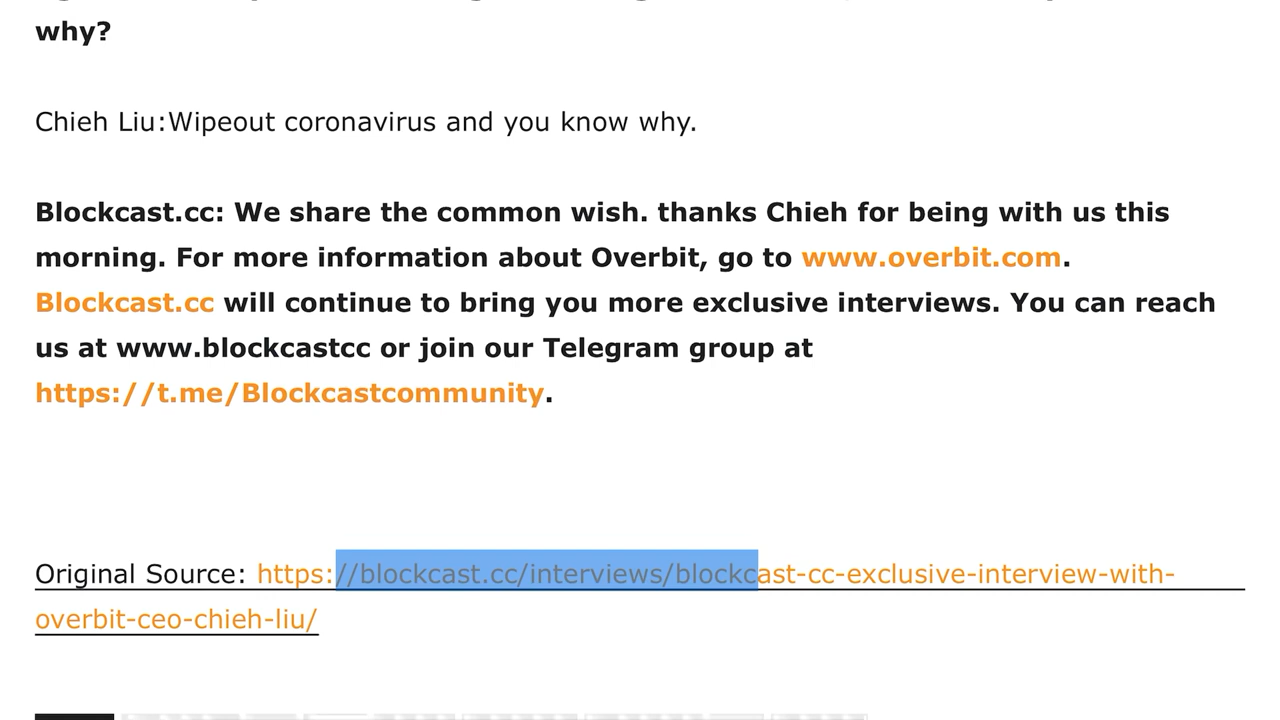 why?
Chieh Liu:Wipeout coronavirus and you know why.
Blockcast.cc: We share the common wish. thanks Chieh for being with us this
morning. For more information about Overbit, go to www.overbit.com.
Blockcast.cc will continue to bring you more exclusive interviews. You can reach
us at www.blockcastcc or join our Telegram group at
https://t.me/Blockcastcommunity.
Original Source: https://blockcast.cc/interviews/blockcast-cc-exclusive-interview-with-
overbit-ceo-chieh-liu/